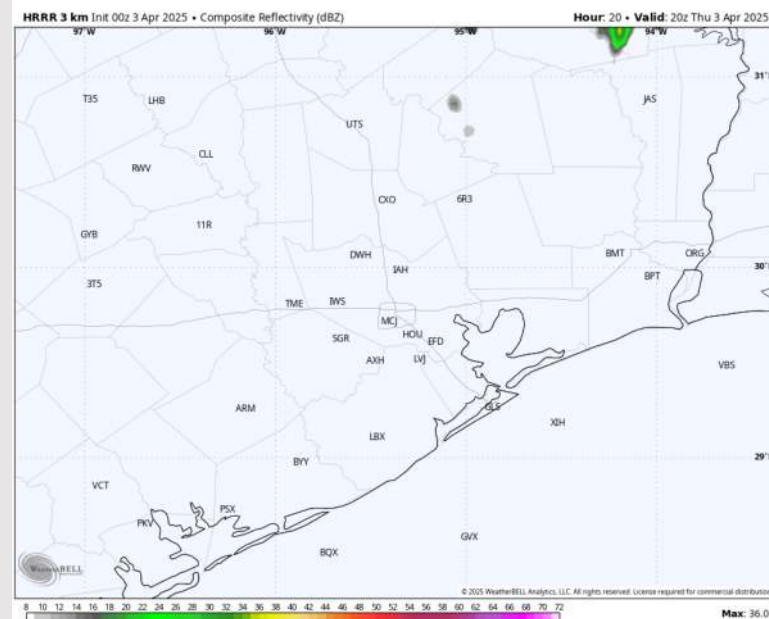 HRRR 3 km Init 00z 3 Apr 2025 • Composite Reflectivity (dBZ) Hour: 20 • Valid: 20z Thu 3 Apr 2025
97°W 96°W 95°W 94°W
31°
T35 LHB JAS
UTS
CLL
RWV
CXO 6R3
11R
GYB
DWH BMT ORG
IAH 30°
3T5 BPT
TME IWS
MCJ
HOU
SGR EFD
AXH LVJ VBS
ARM GLS
XIH
LBX
BYY 29°
VCT
PSX
PKV
GVX
BQX
WeatherBELL
© 2025 WeatherBELL Analytics, LLC. All rights reserved. License required for commercial distribution
8 10 12 14 16 18 20 22 24 26 28 30 32 34 36 38 40 42 44 46 48 50 52 54 56 58 60 62 64 66 68 70 72
Max: 36.0